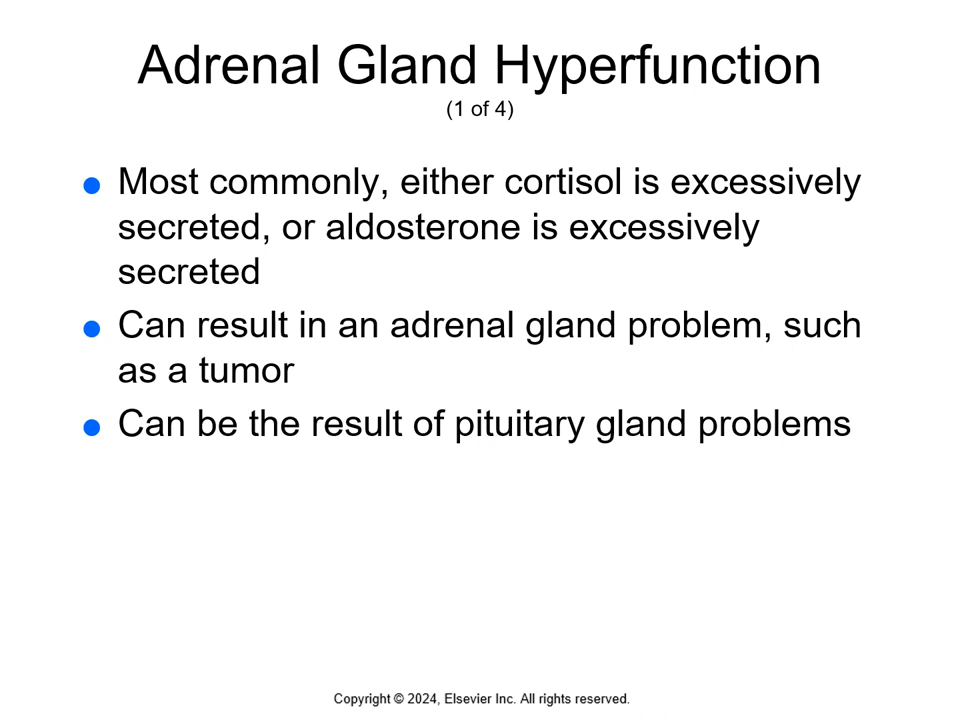 Adrenal Gland Hyperfunction
(1 of 4)
Most commonly, either cortisol is excessively
secreted, or aldosterone is excessively
secreted
Can result in an adrenal gland problem, such
as a tumor
Can be the result of pituitary gland problems
Copyright © 2024, Elsevier Inc. All rights reserved.